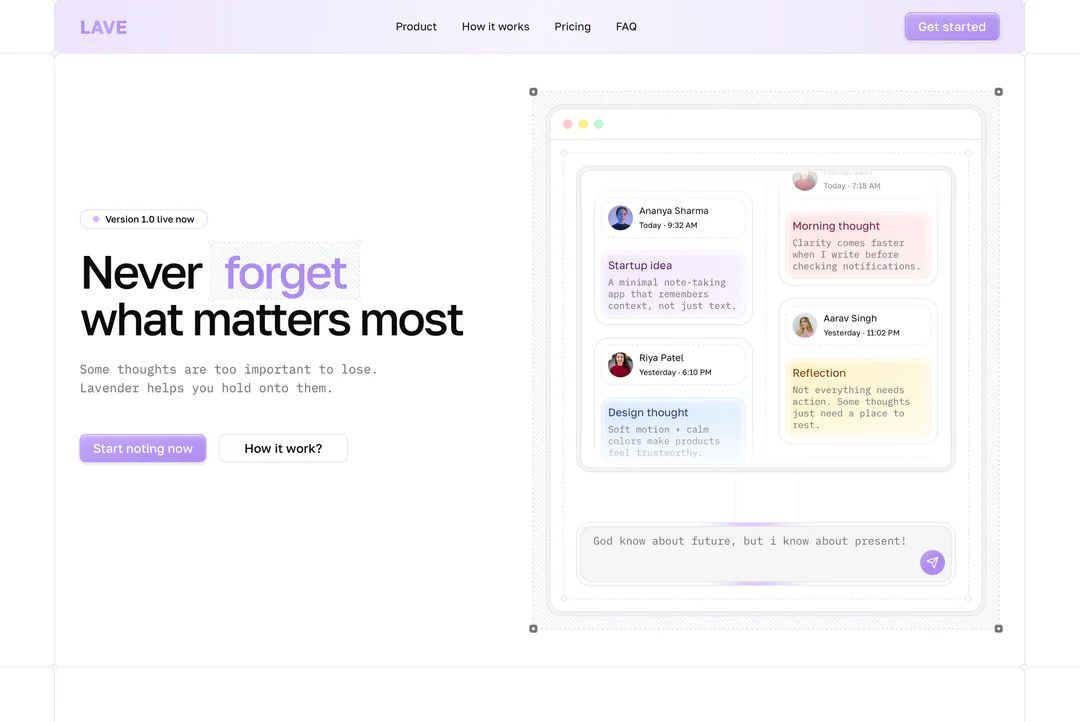 LAVE
Product
How it works
Pricing
FAQ
Get started
Version 1.0 live now
Never forget
what matters most
Some thoughts are too important to lose.
Lavender helps you hold onto them.
Start noting now
How it work?
Ananya Sharma
Today · 9:32 AM
Startup idea
A minimal note-taking
app that remembers
context, not just text.
Riya Patel
Yesterday · 6:10 PM
Design thought
Soft motion + calm
colors make products
feel trustworthy.
Today · 7:18 AM
Morning thought
Clarity comes faster
when I write before
checking notifications.
Aarav Singh
Yesterday · 11:02 PM
Reflection
Not everything needs
action. Some thoughts
just need a place to
rest.
God know about future, but i know about present!